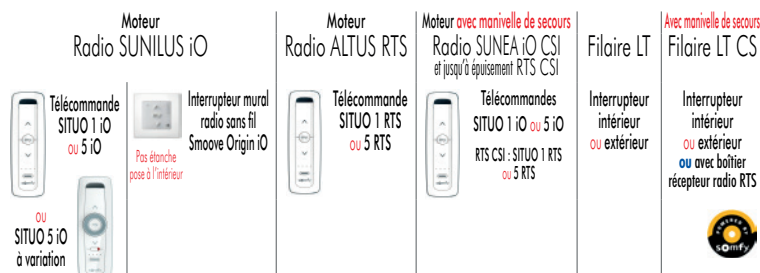 Moteur
Radio SUNILUS iO
Télécommande
SITUO 1 iO
ou 5 iO
ou
SITUO 5 iO
à variation
Interrupteur mural
radio sans fil
Smoove Origin iO
Pas étanche
pose à l'intérieur
Moteur
Radio ALTUS RTS
Télécommande
SITUO 1 RTS
ou 5 RTS
Moteur avec manivelle de secours
Radio SUNEA iO CSI
et jusqu'à épuisement RTS CSI
Télécommandes
SITUO 1 iO ou 5 iO
RTS CSI : SITUO 1 RTS
ou 5 RTS
Filaire LT
Interrupteur
intérieur
ou extérieur
Avec manivelle de secours
Filaire LT CS
Interrupteur
intérieur
ou extérieur
ou avec boîtier
récepteur radio RTS
POWERED BY
somfy